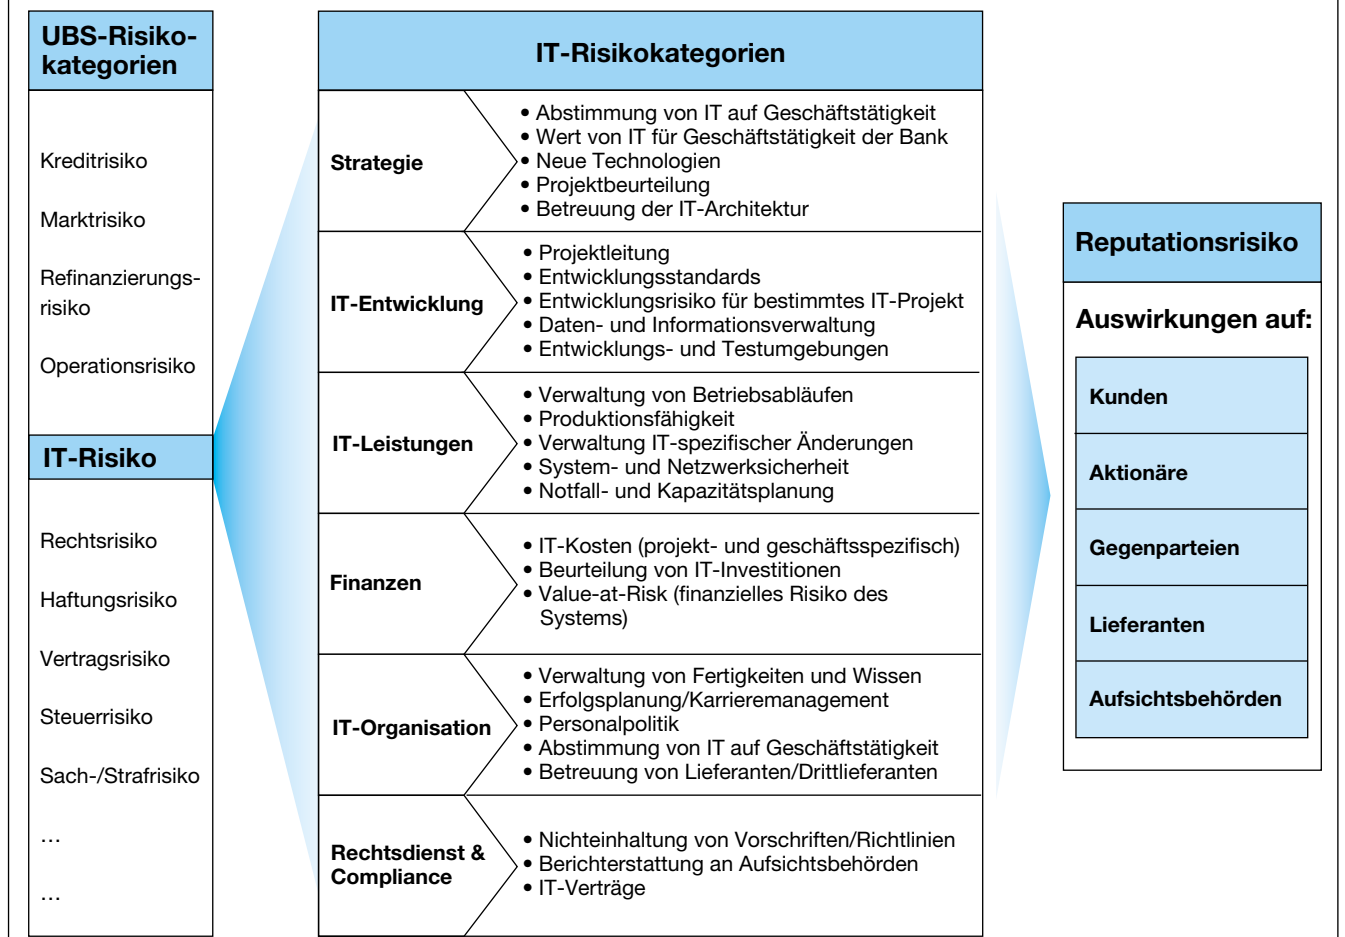 UBS-Risiko-
kategorien
Kreditrisiko
Marktrisiko
Refinanzierungs-
risiko
Operationsrisiko
IT-Risiko
Rechtsrisiko
Haftungsrisiko
Vertragsrisiko
Steuerrisiko
Sach-/Strafrisiko
…
…
IT-Risikokategorien
Strategie
• Abstimmung von IT auf Geschäftstätigkeit
• Wert von IT für Geschäftstätigkeit der Bank
• Neue Technologien
• Projektbeurteilung
• Betreuung der IT-Architektur
IT-Entwicklung
• Projektleitung
• Entwicklungsstandards
• Entwicklungsrisiko für bestimmtes IT-Projekt
• Daten- und Informationsverwaltung
• Entwicklungs- und Testumgebungen
IT-Leistungen
• Verwaltung von Betriebsabläufen
• Produktionsfähigkeit
• Verwaltung IT-spezifischer Änderungen
• System- und Netzwerksicherheit
• Notfall- und Kapazitätsplanung
Finanzen
• IT-Kosten (projekt- und geschäftsspezifisch)
• Beurteilung von IT-Investitionen
• Value-at-Risk (finanzielles Risiko des
Systems)
IT-Organisation
• Verwaltung von Fertigkeiten und Wissen
• Erfolgsplanung/Karrieremanagement
• Personalpolitik
• Abstimmung von IT auf Geschäftstätigkeit
• Betreuung von Lieferanten/Drittlieferanten
Rechtsdienst &
Compliance
• Nichteinhaltung von Vorschriften/Richtlinien
• Berichterstattung an Aufsichtsbehörden
• IT-Verträge
Reputationsrisiko
Auswirkungen auf:
Kunden
Aktionäre
Gegenparteien
Lieferanten
Aufsichtsbehörden